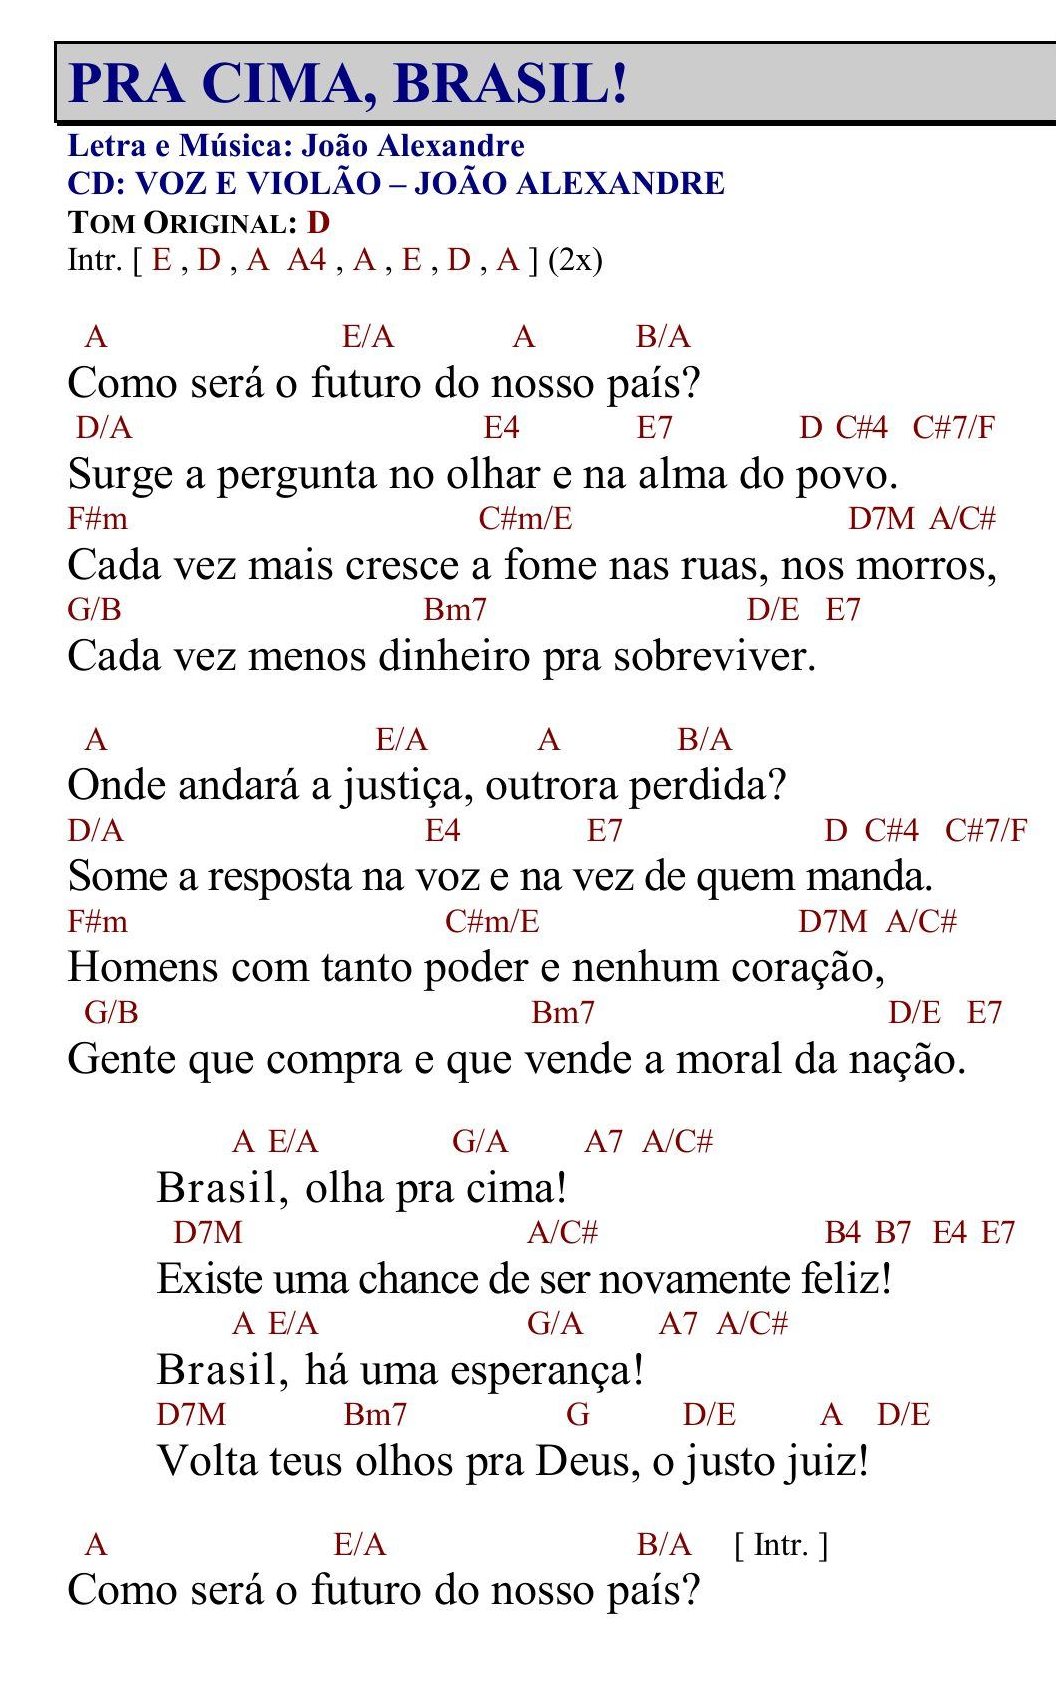 PRA CIMA, BRASIL!
Letra e Música: João Alexandre
CD: VOZ E VIOLÃO – JOÃO ALEXANDRE
TOM ORIGINAL: D
Intr. [ E , D , A A4 , A , E , D , A ] (2x)
A E/A A B/A
Como será o futuro do nosso país?
D/A E4 E7 D C#4 C#7/F
Surge a pergunta no olhar e na alma do povo.
F#m C#m/E D7M A/C#
Cada vez mais cresce a fome nas ruas, nos morros,
G/B Bm7 D/E E7
Cada vez menos dinheiro pra sobreviver.
A E/A A B/A
Onde andará a justiça, outrora perdida?
D/A E4 E7 D C#4 C#7/F
Some a resposta na voz e na vez de quem manda.
F#m C#m/E D7M A/C#
Homens com tanto poder e nenhum coração,
G/B Bm7 D/E E7
Gente que compra e que vende a moral da nação.
A E/A G/A A7 A/C#
Brasil, olha pra cima!
D7M A/C# B4 B7 E4 E7
Existe uma chance de ser novamente feliz!
A E/A G/A A7 A/C#
Brasil, há uma esperança!
D7M Bm7 G D/E A D/E
Volta teus olhos pra Deus, o justo juiz!
A E/A B/A [ Intr. ]
Como será o futuro do nosso país?